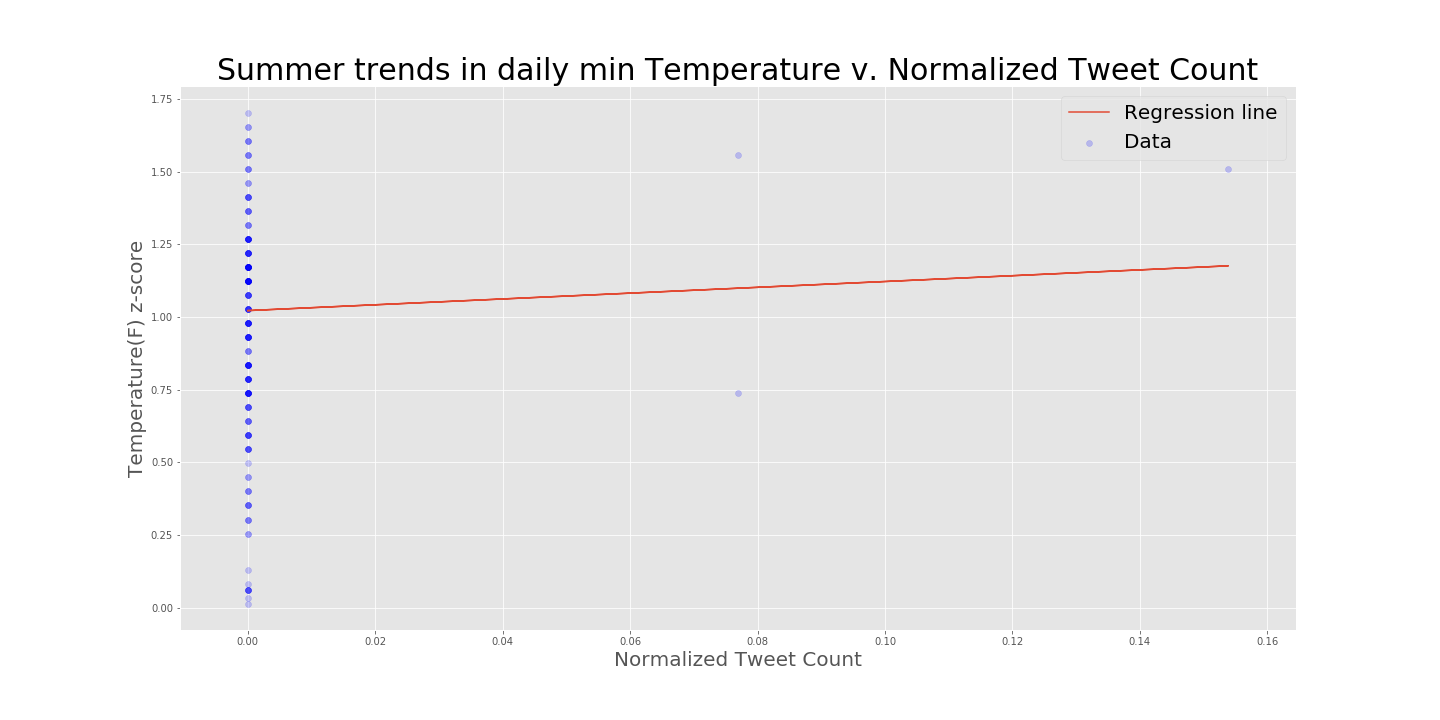 Summer trends in daily min Temperature v. Normalized Tweet Count
Regression line
Data
Temperature(F) z-score
1.75
1.50
1.25
1.00
0.75
0.50
0.25
0.00
0.00 0.02 0.04 0.06 0.08 0.10 0.12 0.14 0.16
Normalized Tweet Count